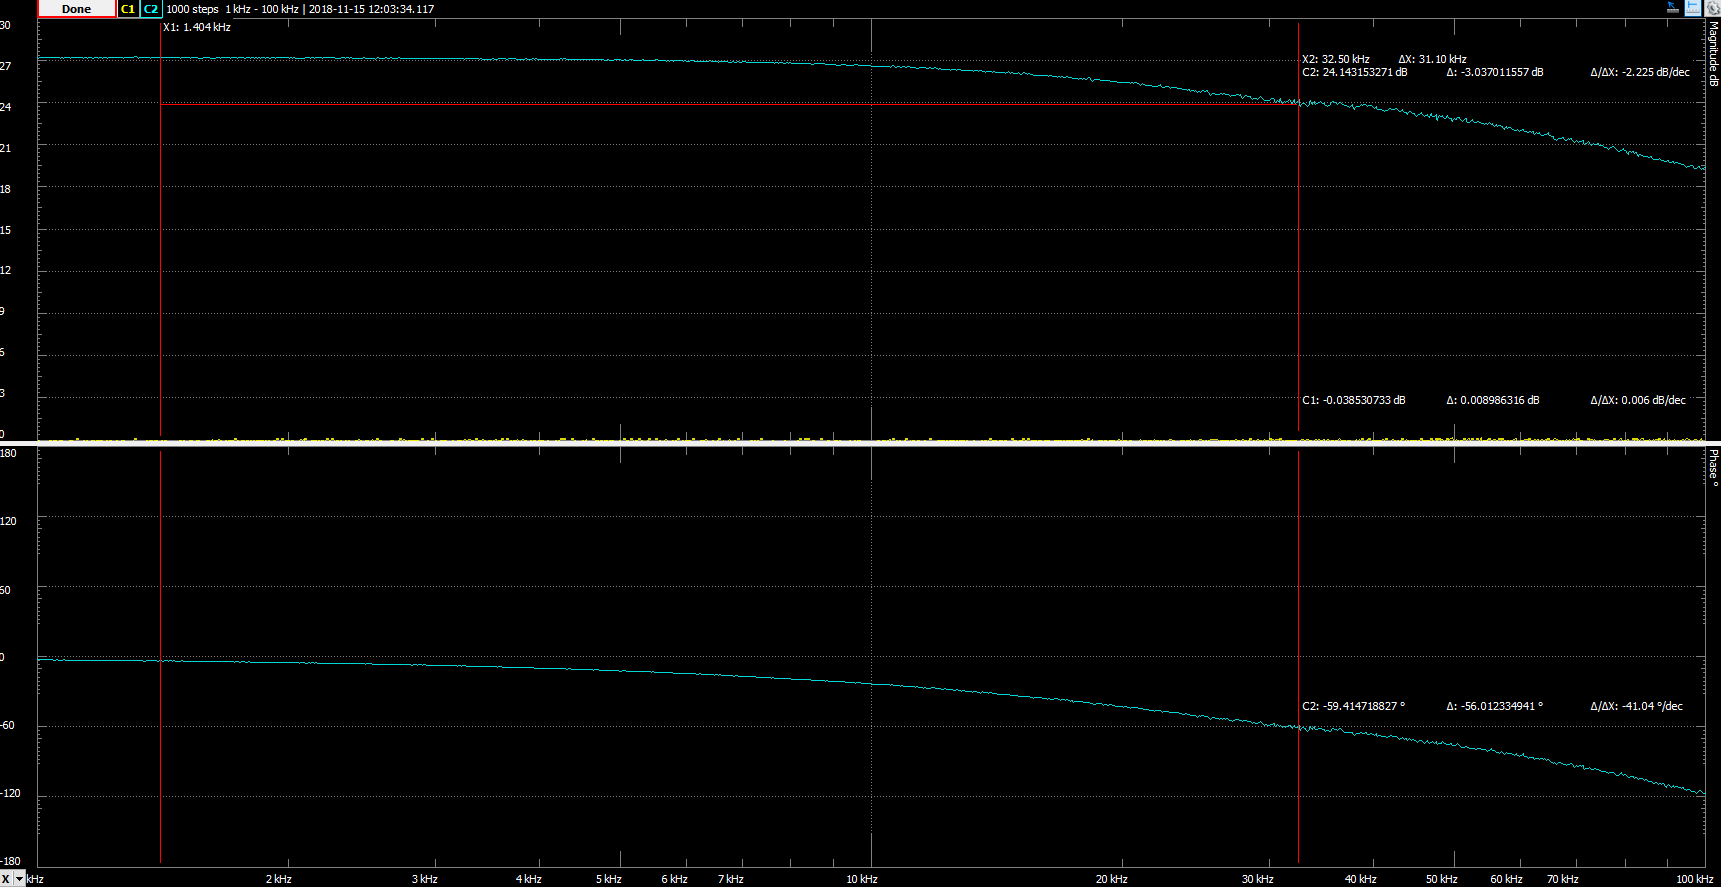 Done C1 C2 1000 steps 1 kHz - 100 kHz | 2018-11-15 12:03:34.117
X1: 1.404 kHz
30
27
24
21
18
15
12
9
6
3
0
Magnitude dB
X2: 32.50 kHz ΔX: 31.10 kHz
C2: 24.143153271 dB Δ: -3.037011557 dB Δ/ΔX: -2.225 dB/dec
C1: -0.038530733 dB Δ: 0.008986316 dB Δ/ΔX: 0.006 dB/dec
180
120
60
0
-60
-120
-180
Phase °
C2: -59.414718827 ° Δ: -56.012334941 ° Δ/ΔX: -41.04 °/dec
X kHz 2 kHz 3 kHz 4 kHz 5 kHz 6 kHz 7 kHz 10 kHz 20 kHz 30 kHz 40 kHz 50 kHz 60 kHz 70 kHz 100 kHz